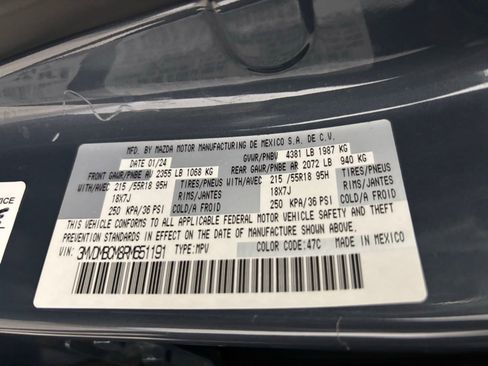 MFD. BY MAZDA MOTOR MANUFACTURING DE MEXICO S.A. DE C.V.
DATE 01/24 GVWR/PNBV 4381 LB 1987 KG
FRONT GAWR/PNBE AV 2355 LB 1068 KG REAR GAWR/PNBE AR 2072 LB 940 KG
WITH/AVEC 215 /55R18 95H TIRES/PNEUS WITH/AVEC 215 /55R18 95H TIRES/PNEUS
18X7J RIMS/JANTES 18X7J RIMS/JANTES
250 KPA/36 PSI COLD/A FROID 250 KPA/36 PSI COLD/A FROID
THIS VEHICLE CONFORMS TO ALL APPLICABLE FEDERAL MOTOR VEHICLE SAFETY AND THEFT
PREVENTION STANDARDS IN EFFECT ON THE DATE OF MANUFACTURE SHOWN ABOVE.
VIN: 3MVDMBCM8RM651191 TYPE: MPV COLOR CODE: 47C MADE IN MEXICO